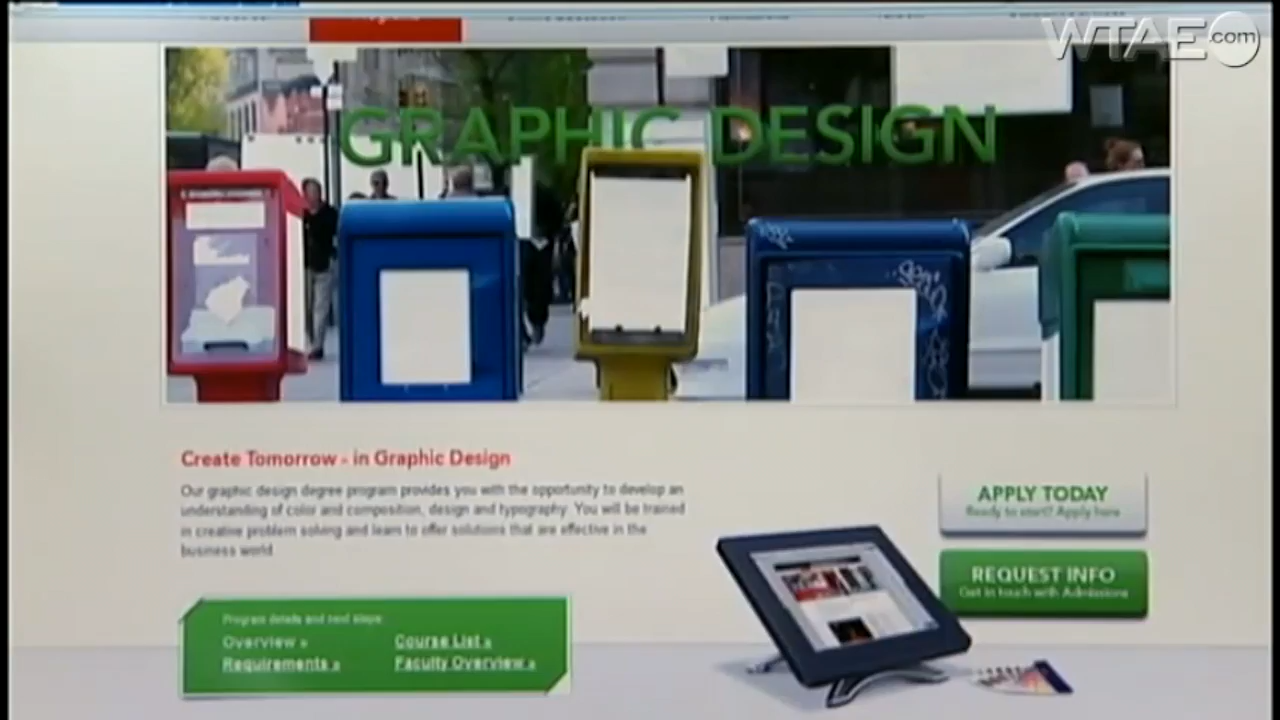 WTAE.com
GRAPHIC DESIGN
Create Tomorrow - in Graphic Design
Our graphic design degree program provides you with the opportunity to develop an
understanding of color and composition, design and typography. You will be trained
in creative problem solving and learn to offer solutions that are effective in the
business world
APPLY TODAY
Ready to start? Apply here
REQUEST INFO
Get in touch with Admissions
Program details and next steps:
Overview »
Course List »
Requirements »
Faculty Overview »